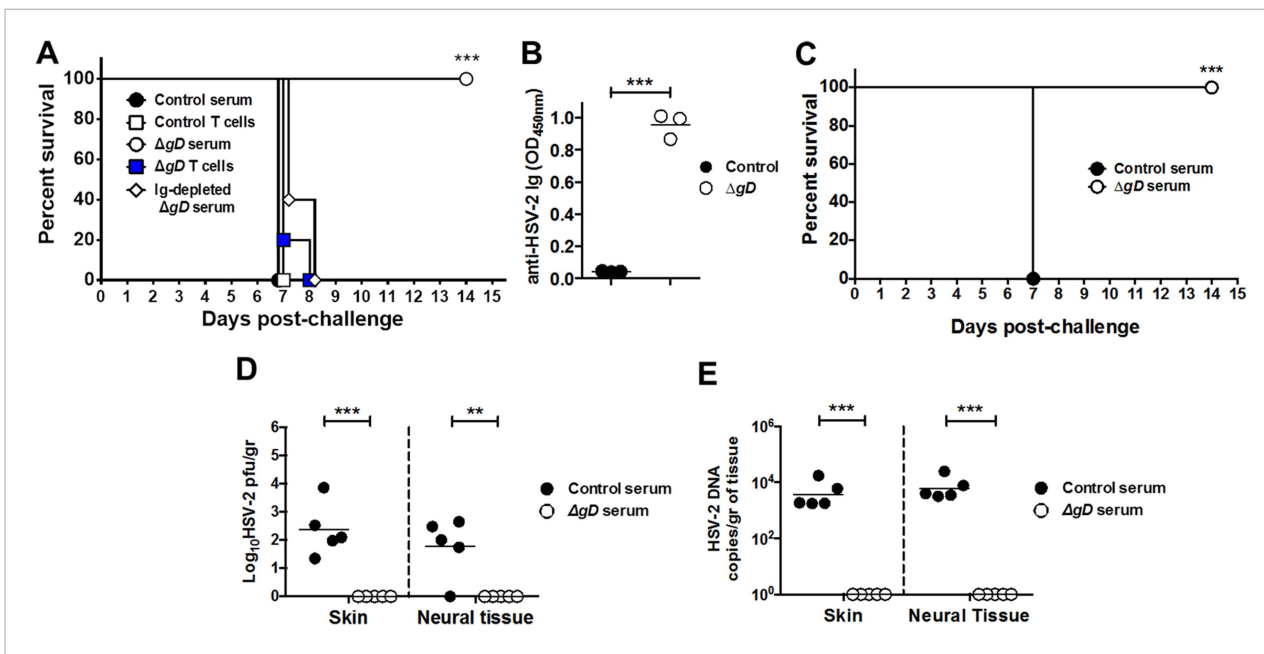 A
***
100
80
60
40
20
0
Percent survival
Control serum
Control T cells
ΔgD serum
ΔgD T cells
Ig-depleted
ΔgD serum
0 1 2 3 4 5 6 7 8 9 10 11 12 13 14 15
Days post-challenge
B
***
1.0
0.8
0.6
0.4
0.2
0.0
anti-HSV-2 Ig (OD450nm)
Control
ΔgD
C
***
100
80
60
40
20
0
Percent survival
Control serum
ΔgD serum
0 1 2 3 4 5 6 7 8 9 10 11 12 13 14 15
Days post-challenge
D
*** **
6
5
4
3
2
1
0
Log10HSV-2 pfu/gr
Control serum
ΔgD serum
Skin Neural tissue
E
*** ***
10^6
10^4
10^2
10^0
HSV-2 DNA
copies/gr of tissue
Control serum
ΔgD serum
Skin Neural Tissue